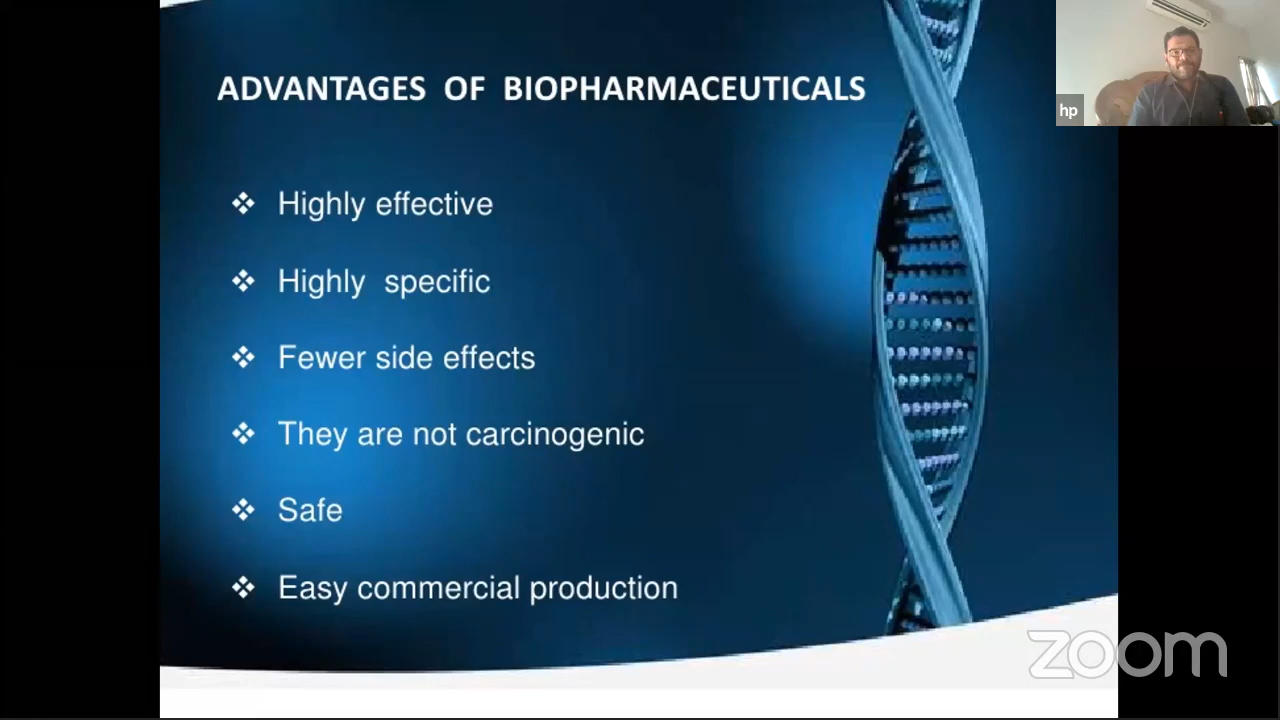 ADVANTAGES OF BIOPHARMACEUTICALS
hp
❖ Highly effective
❖ Highly specific
❖ Fewer side effects
❖ They are not carcinogenic
❖ Safe
❖ Easy commercial production
zoom